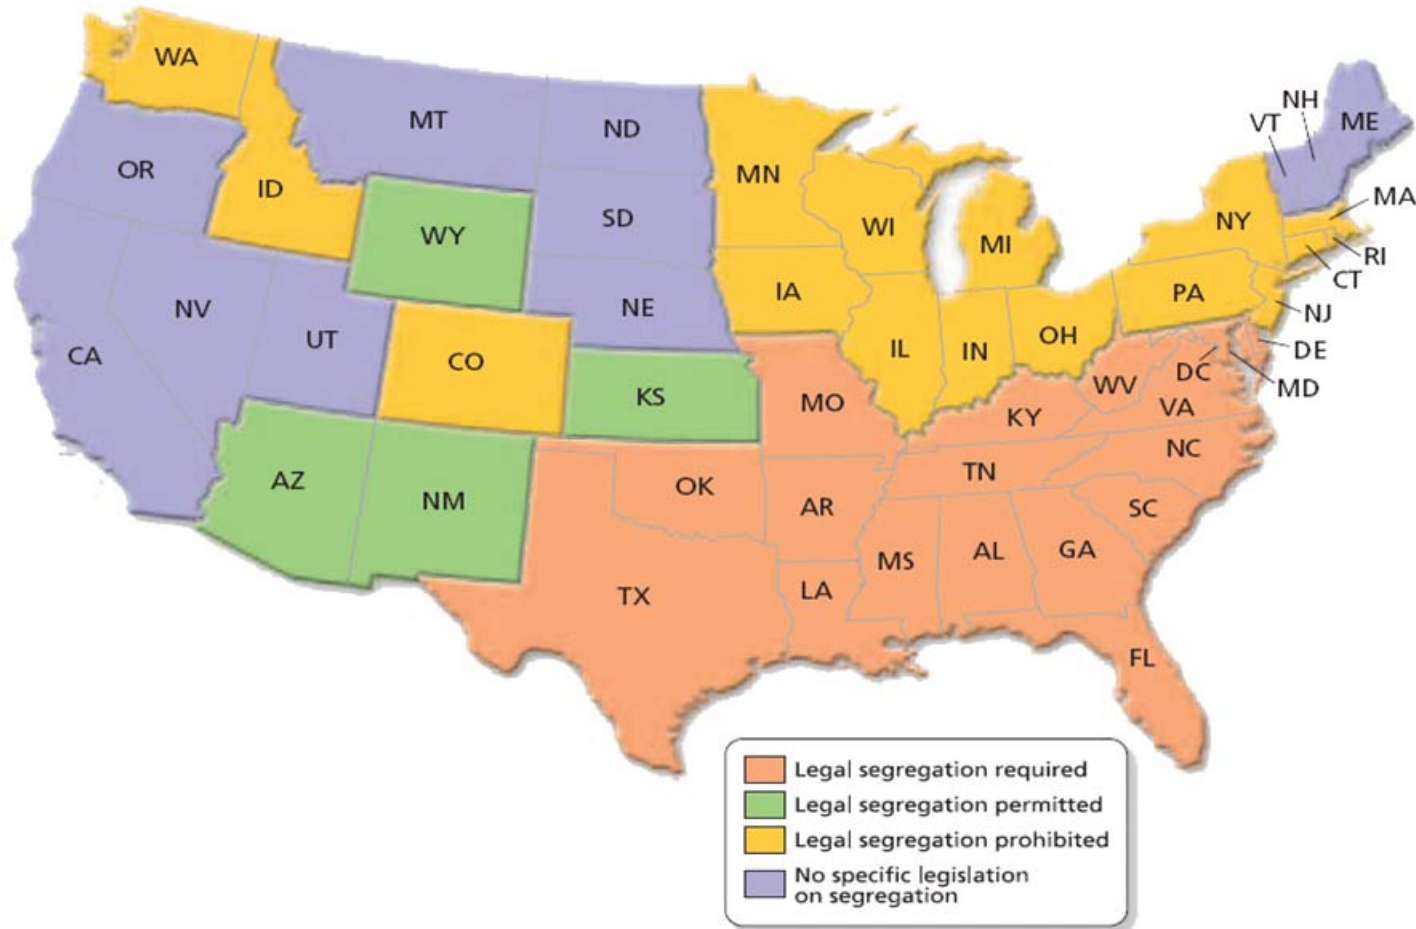 WA
MT
ND
MN
VT
NH
ME
OR
ID
WY
SD
WI
MI
NY
MA
RI
CT
NV
UT
CO
NE
IA
IL
IN
OH
PA
NJ
DE
MD
DC
CA
KS
MO
KY
WV
VA
AZ
NM
OK
AR
TN
NC
SC
TX
LA
MS
AL
GA
FL
Legal segregation required
Legal segregation permitted
Legal segregation prohibited
No specific legislation
on segregation